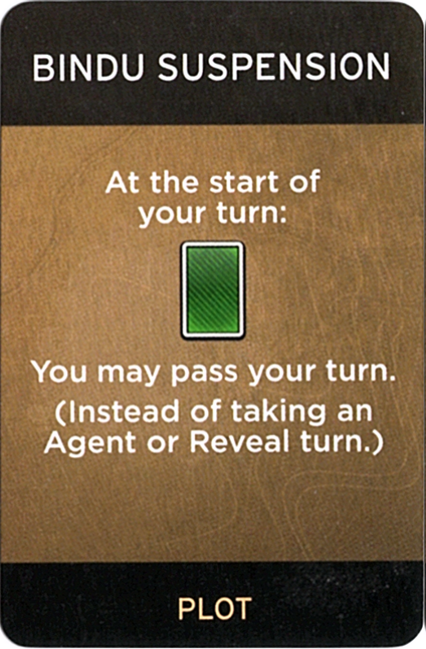 BINDU SUSPENSION
At the start of
your turn:
You may pass your turn.
(Instead of taking an
Agent or Reveal turn.)
PLOT